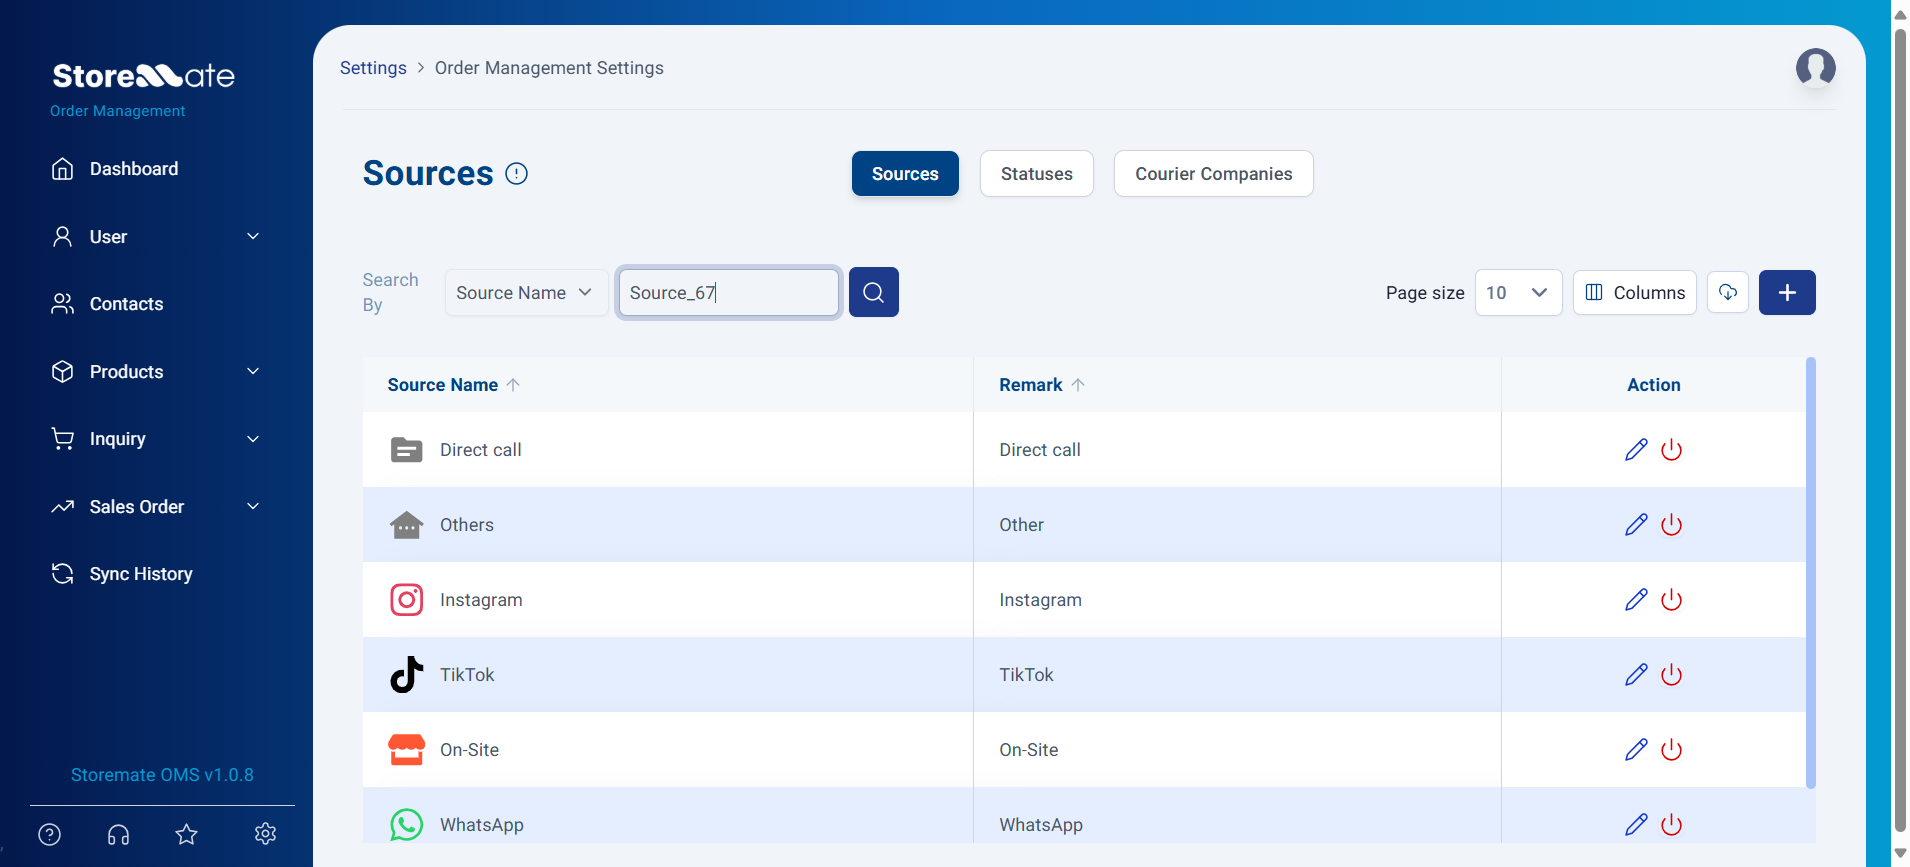 StoreMate
Order Management
Dashboard
User
Contacts
Products
Inquiry
Sales Order
Sync History
Storemate OMS v1.0.8
Settings > Order Management Settings
Sources
Sources
Statuses
Courier Companies
Search By
Source Name
Source_67
Page size
10
Columns
Source Name
Remark
Action
Direct call
Direct call
Others
Other
Instagram
Instagram
TikTok
TikTok
On-Site
On-Site
WhatsApp
WhatsApp